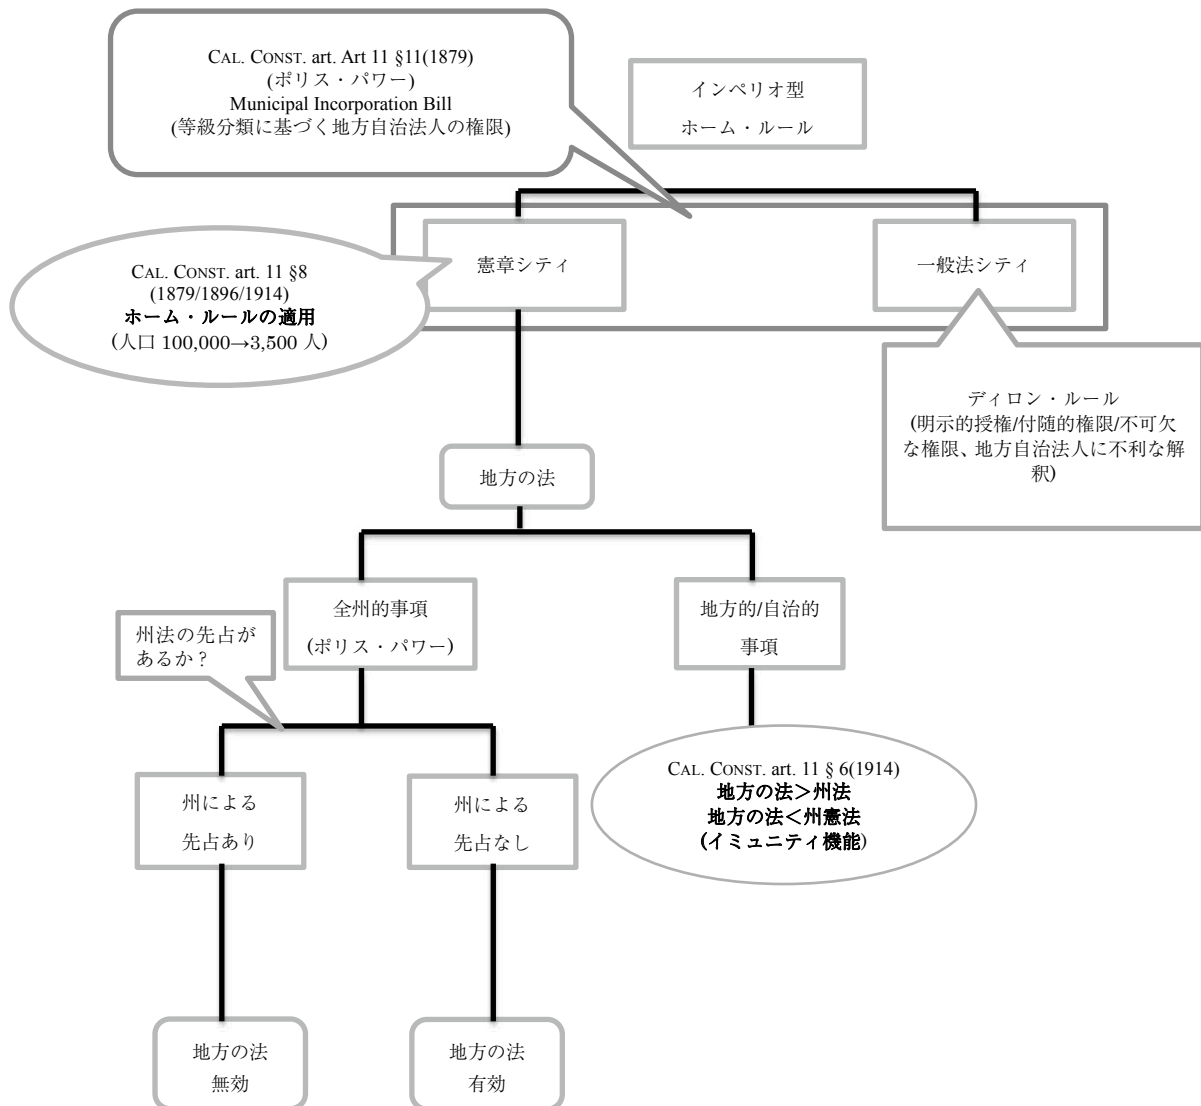 CAL. CONST. art. Art 11 §11(1879)
(ポリス・パワー)
Municipal Incorporation Bill
(等級分類に基づく地方自治法人の権限)
インペリオ型
ホーム・ルール
憲章シティ
一般法シティ
CAL. CONST. art. 11 §8
(1879/1896/1914)
ホーム・ルールの適用
(人口 100,000→3,500 人)
ディロン・ルール
(明示的授権/付随的権限/不可欠
な権限、地方自治法人に不利な解
釈)
地方の法
全州的事項
(ポリス・パワー)
地方的/自治的
事項
州法の先占が
あるか？
CAL. CONST. art. 11 § 6(1914)
地方の法＞州法
地方の法＜州憲法
(イミュニティ機能)
州による
先占あり
州による
先占なし
地方の法
無効
地方の法
有効